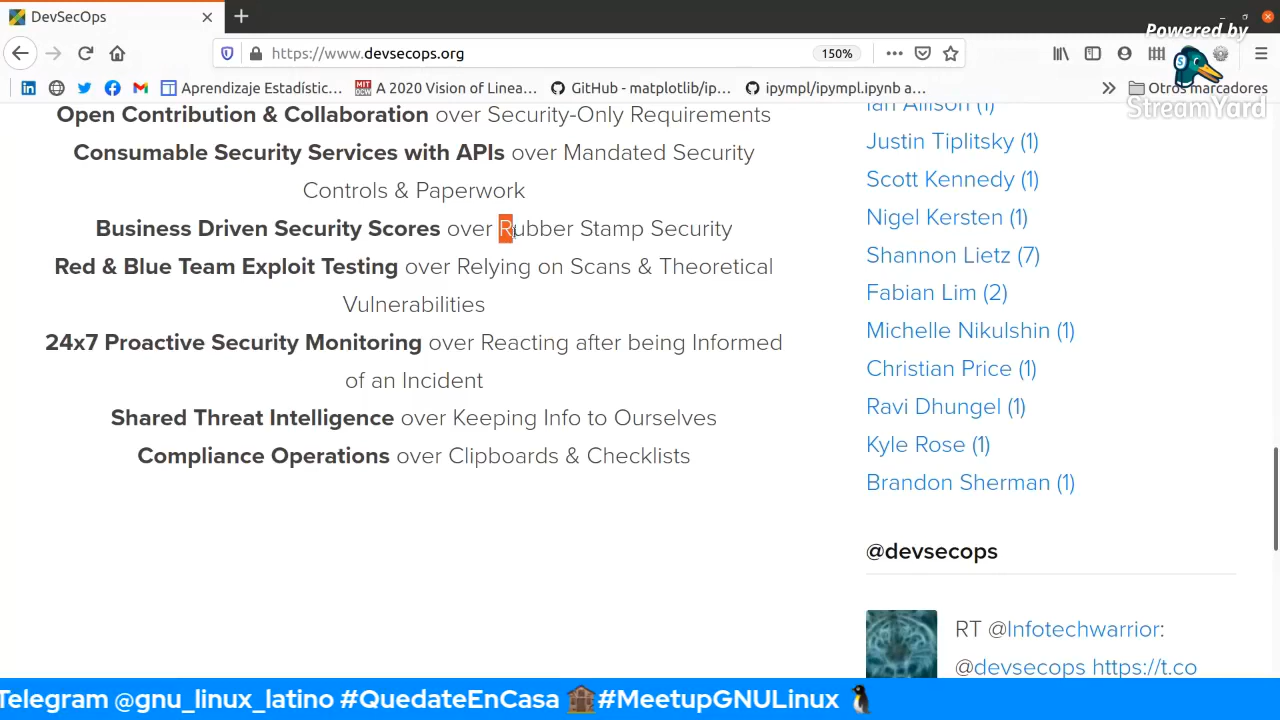 DevSecOps
https://www.devsecops.org
150%
Powered by
StreamYard
Aprendizaje Estadístic...
A 2020 Vision of Linea...
GitHub - matplotlib/ip...
ipympl/ipympl.ipynb a...
Otros marcadores
Open Contribution & Collaboration over Security-Only Requirements
Consumable Security Services with APIs over Mandated Security
Controls & Paperwork
Business Driven Security Scores over Rubber Stamp Security
Red & Blue Team Exploit Testing over Relying on Scans & Theoretical
Vulnerabilities
24x7 Proactive Security Monitoring over Reacting after being Informed
of an Incident
Shared Threat Intelligence over Keeping Info to Ourselves
Compliance Operations over Clipboards & Checklists
Ian Allison (1)
Justin Tiplitsky (1)
Scott Kennedy (1)
Nigel Kersten (1)
Shannon Lietz (7)
Fabian Lim (2)
Michelle Nikulshin (1)
Christian Price (1)
Ravi Dhungel (1)
Kyle Rose (1)
Brandon Sherman (1)
@devsecops
RT @Infotechwarrior:
@devsecops https://t.co
Telegram @gnu_linux_latino #QuedateEnCasa #MeetupGNULinux